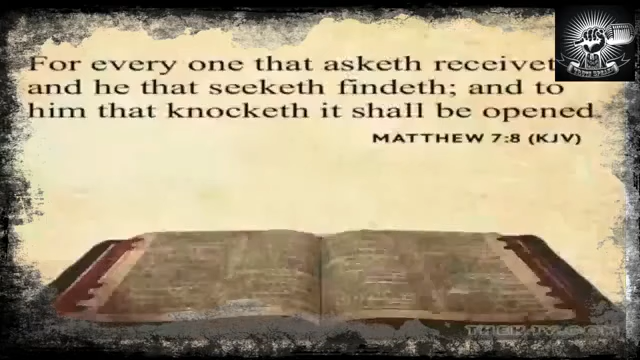 For every one that asketh receivet
and he that seeketh findeth; and to
him that knocketh it shall be opened.
MATTHEW 7:8 (KJV)